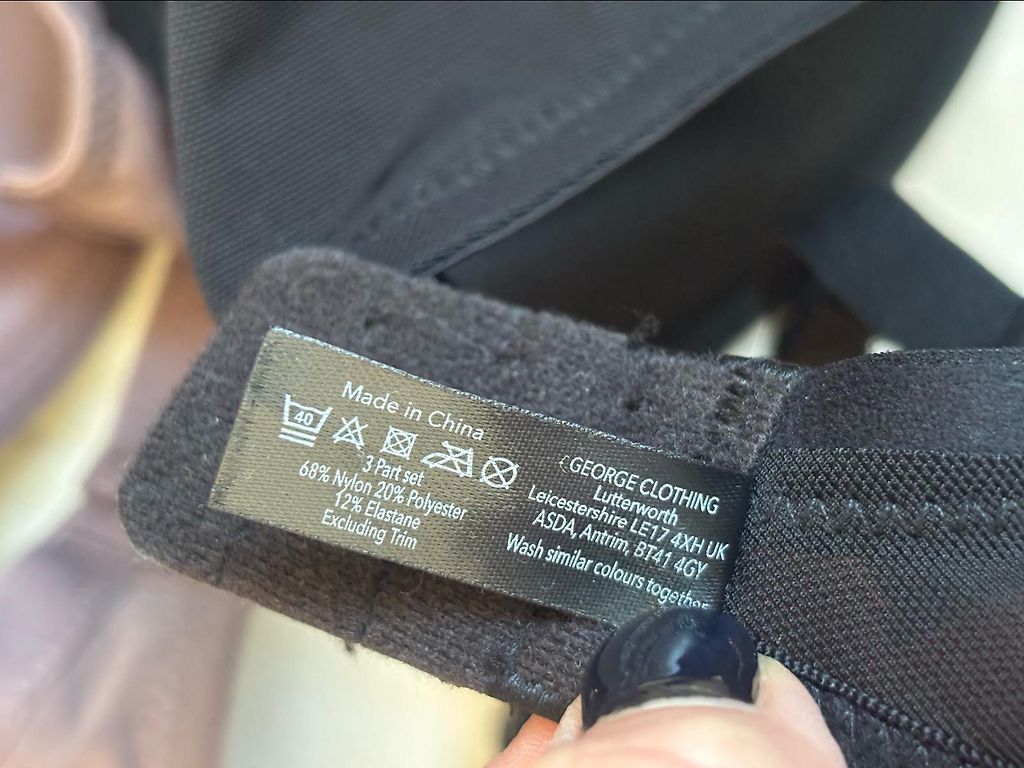 Made in China
40
3 Part set
68% Nylon 20% Polyester
12% Elastane
Excluding Trim
GEORGE CLOTHING
Lutterworth
Leicestershire LE17 4XH UK
ASDA, Antrim, BT41 4GY
Wash similar colours together